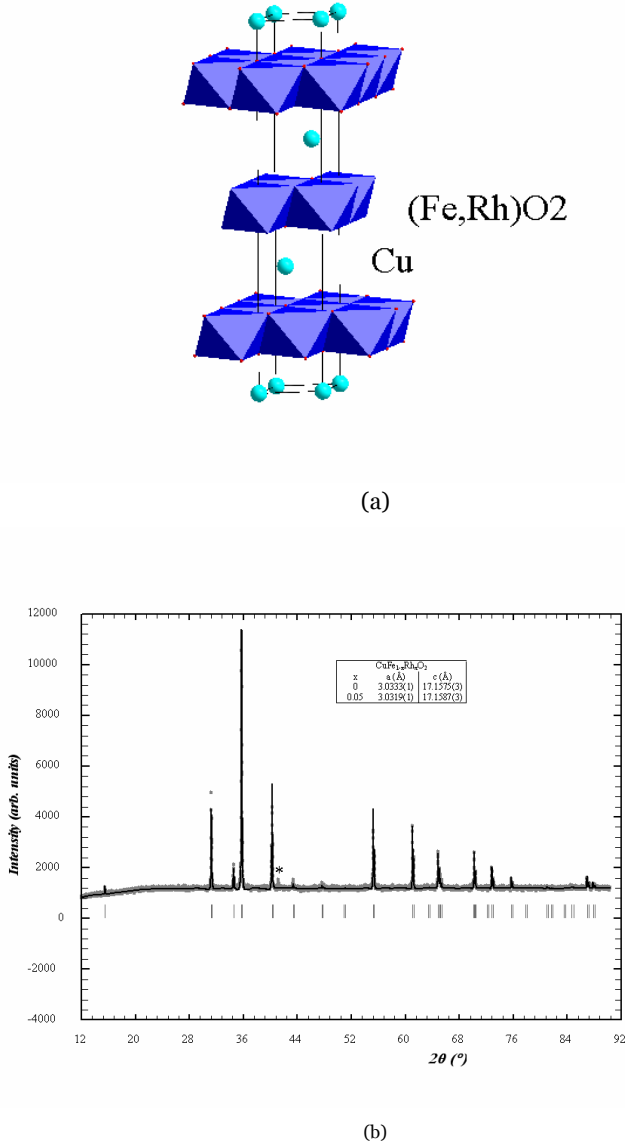 (Fe,Rh)O2
Cu
(a)
12000
10000
8000
6000
4000
2000
0
-2000
-4000
Intensity (arb. units)
CuFe₁₋ₓRhₓO₂
x a (Å) c (Å)
0 3.0333(1) 17.1575(3)
0.05 3.0319(1) 17.1587(3)
*
12 20 28 36 44 52 60 68 76 84 92
2θ (°)
(b)